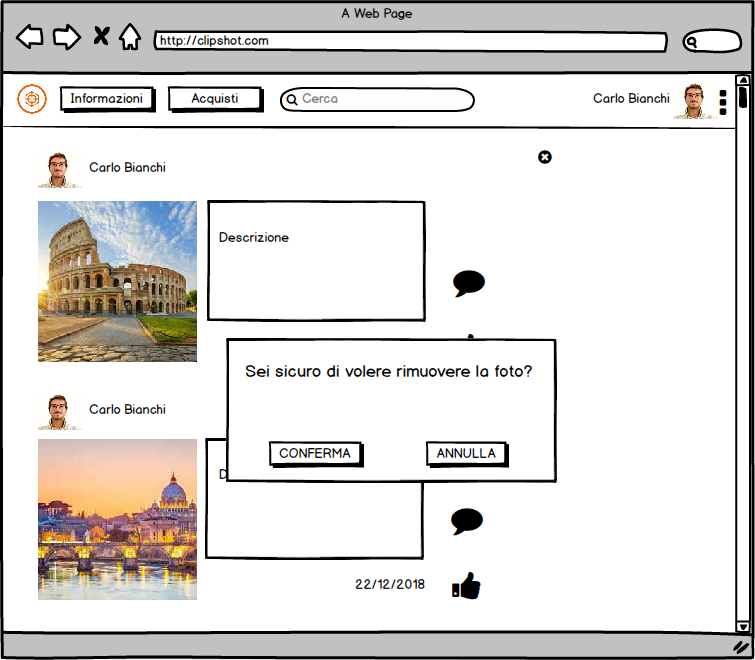 A Web Page
http://clipshot.com
Informazioni
Acquisti
Cerca
Carlo Bianchi
Carlo Bianchi
Descrizione
Sei sicuro di volere rimuovere la foto?
CONFERMA
ANNULLA
Carlo Bianchi
22/12/2018